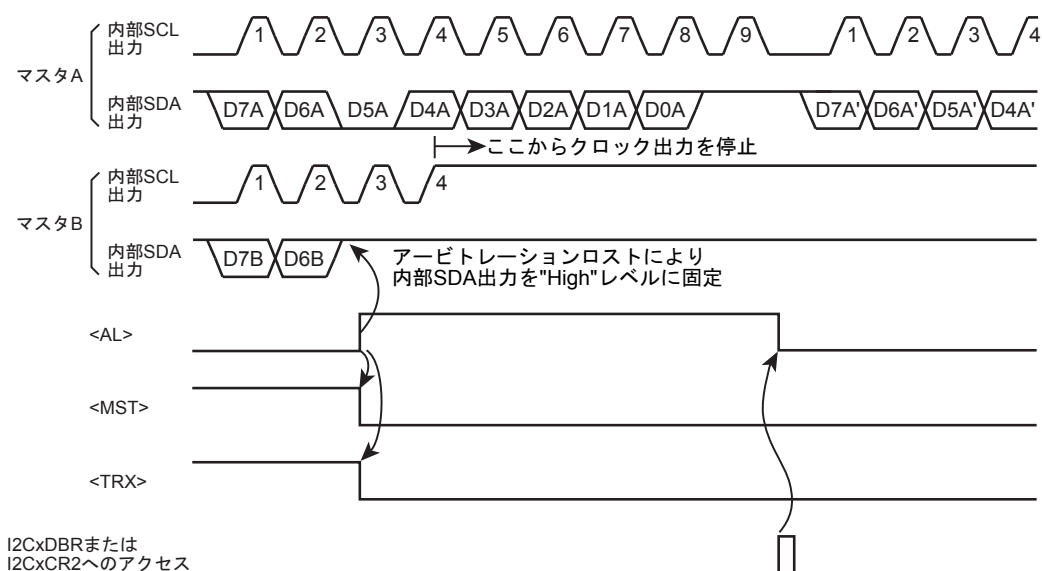 マスタA
内部SCL
出力
1 2 3 4 5 6 7 8 9 1 2 3 4
内部SDA
出力
D7A D6A D5A D4A D3A D2A D1A D0A D7A' D6A' D5A' D4A'
ここからクロック出力を停止
マスタB
内部SCL
出力
1 2 3 4
内部SDA
出力
D7B D6B
アービトレーションロストにより
内部SDA出力を"High"レベルに固定
<AL>
<MST>
<TRX>
I2CxDBRまたは
I2CxCR2へのアクセス